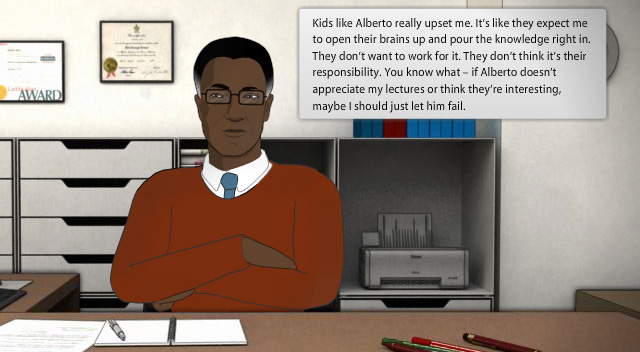 Kids like Alberto really upset me. It's like they expect me
to open their brains up and pour the knowledge right in.
They don't want to work for it. They don't think it's their
responsibility. You know what – if Alberto doesn't
appreciate my lectures or think they're interesting,
maybe I should just let him fail.
AWARD